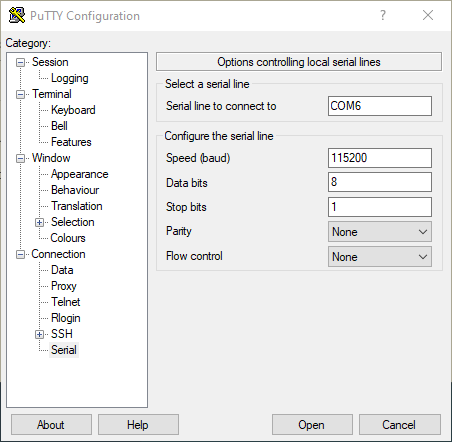 PuTTY Configuration
?
Category:
Session
Logging
Terminal
Keyboard
Bell
Features
Window
Appearance
Behaviour
Translation
Selection
Colours
Connection
Data
Proxy
Telnet
Rlogin
SSH
Serial
Options controlling local serial lines
Select a serial line
Serial line to connect to COM6
Configure the serial line
Speed (baud) 115200
Data bits 8
Stop bits 1
Parity None
Flow control None
About Help Open Cancel